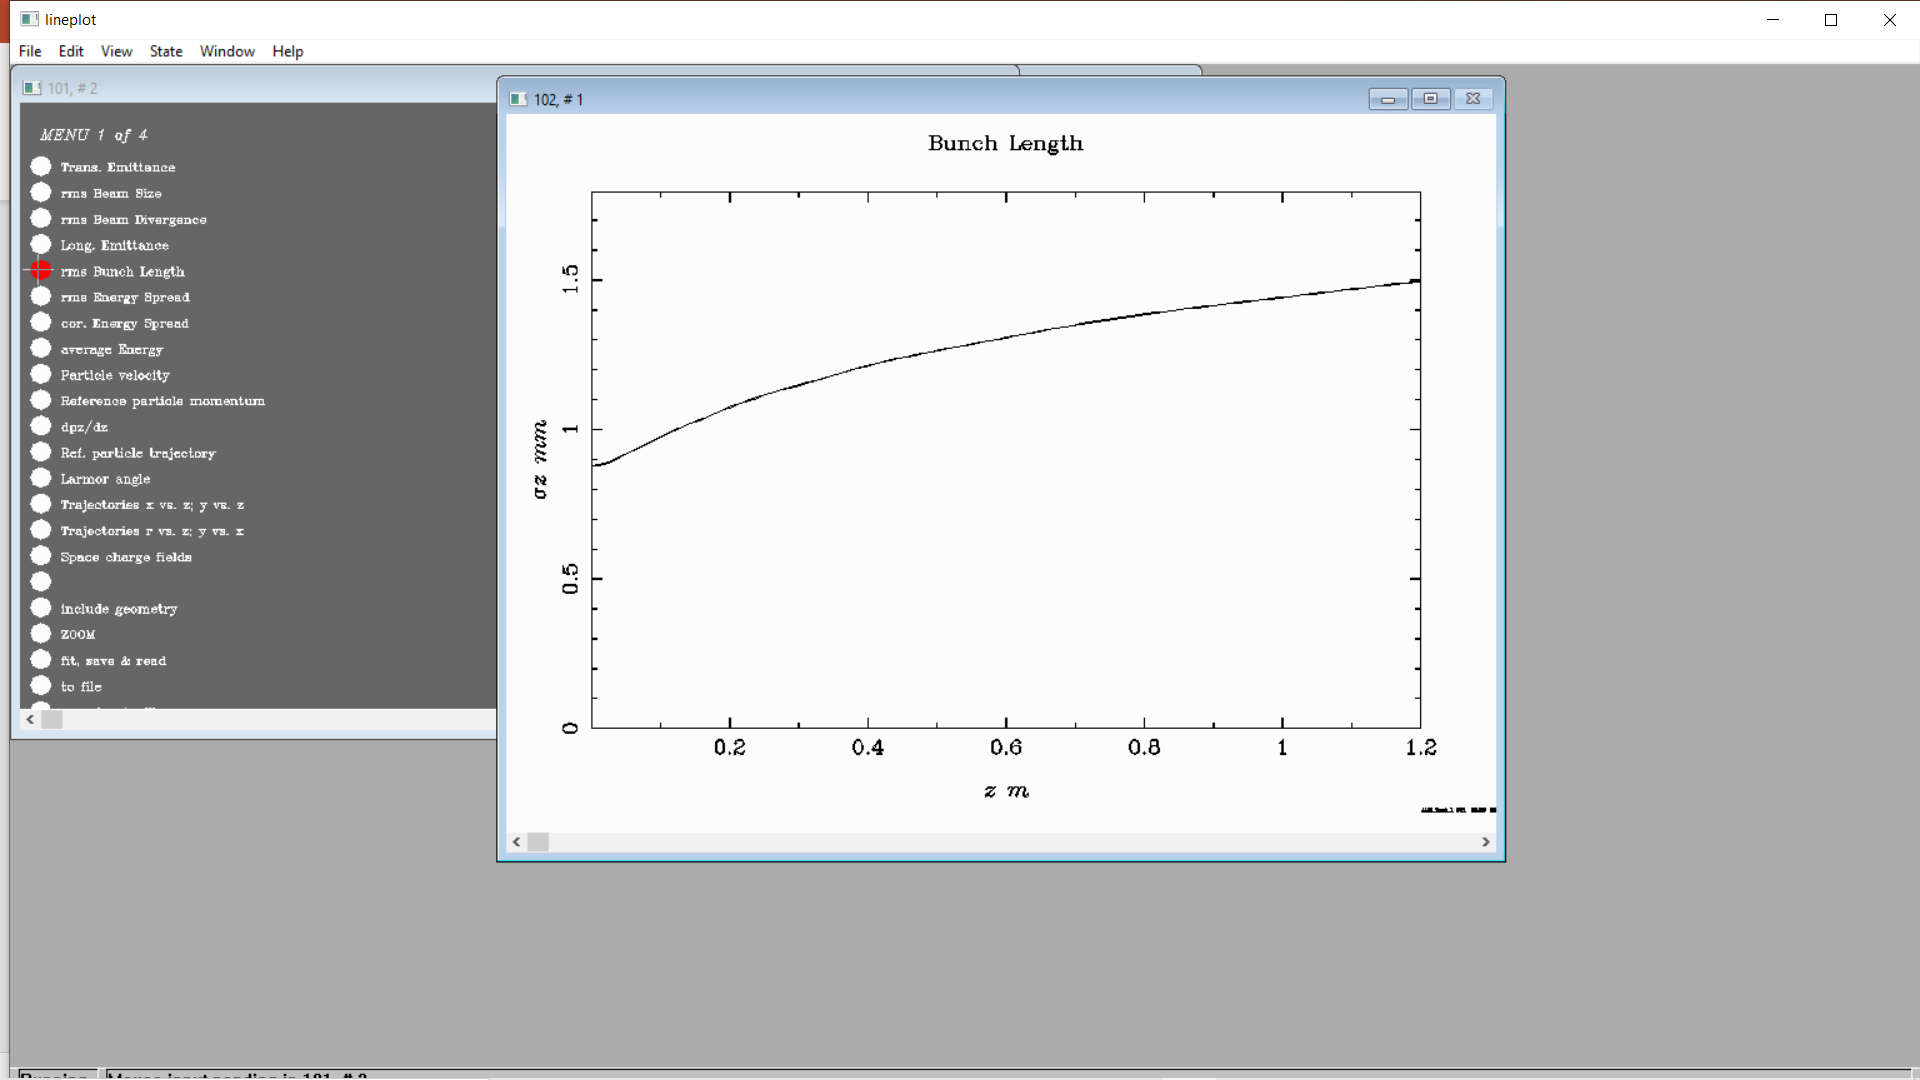 lineplot
File Edit View State Window Help
101, # 2
MENU 1 of 4
Trans. Emittance
rms Beam Size
rms Beam Divergence
Long. Emittance
rms Bunch Length
rms Energy Spread
cor. Energy Spread
average Energy
Particle velocity
Reference particle momentum
dpz/dz
Ref. particle trajectory
Larmor angle
Trajectories x vs. z; y vs. z
Trajectories r vs. z; y vs. x
Space charge fields
include geometry
ZOOM
fit, save & read
to file
102, # 1
Bunch Length
1.5
1
0.5
0
σz mm
0.2 0.4 0.6 0.8 1 1.2
z m